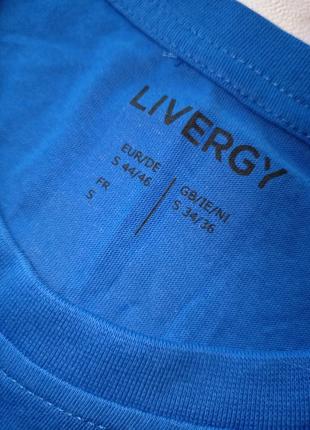 LIVERGY
EUR/DE
S 44/46
FR
S
GB/IE/NI
S 34/36